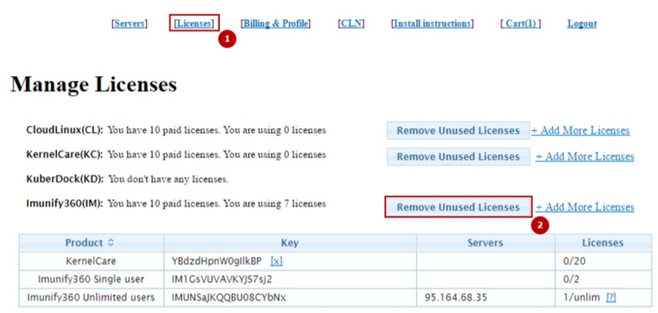 [Servers] [Licenses] [Billing & Profile] [CLN] [Install instructions] [ Cart(1) ] Logout
1
Manage Licenses
CloudLinux(CL): You have 10 paid licenses. You are using 0 licenses Remove Unused Licenses + Add More Licenses
KernelCare(KC): You have 10 paid licenses. You are using 0 licenses Remove Unused Licenses + Add More Licenses
KuberDock(KD): You don't have any licenses.
Imunify360(IM): You have 10 paid licenses. You are using 7 licenses Remove Unused Licenses + Add More Licenses
2
Product Key Servers Licenses
KernelCare YBdzdHpnW0gIlkBP [x] 0/20
Imunify360 Single user IM1GsVUVAVKYJS7sj2 0/2
Imunify360 Unlimited users IMUNSaJKQQBU08CYbNx 95.164.68.35 1/unlim [?]